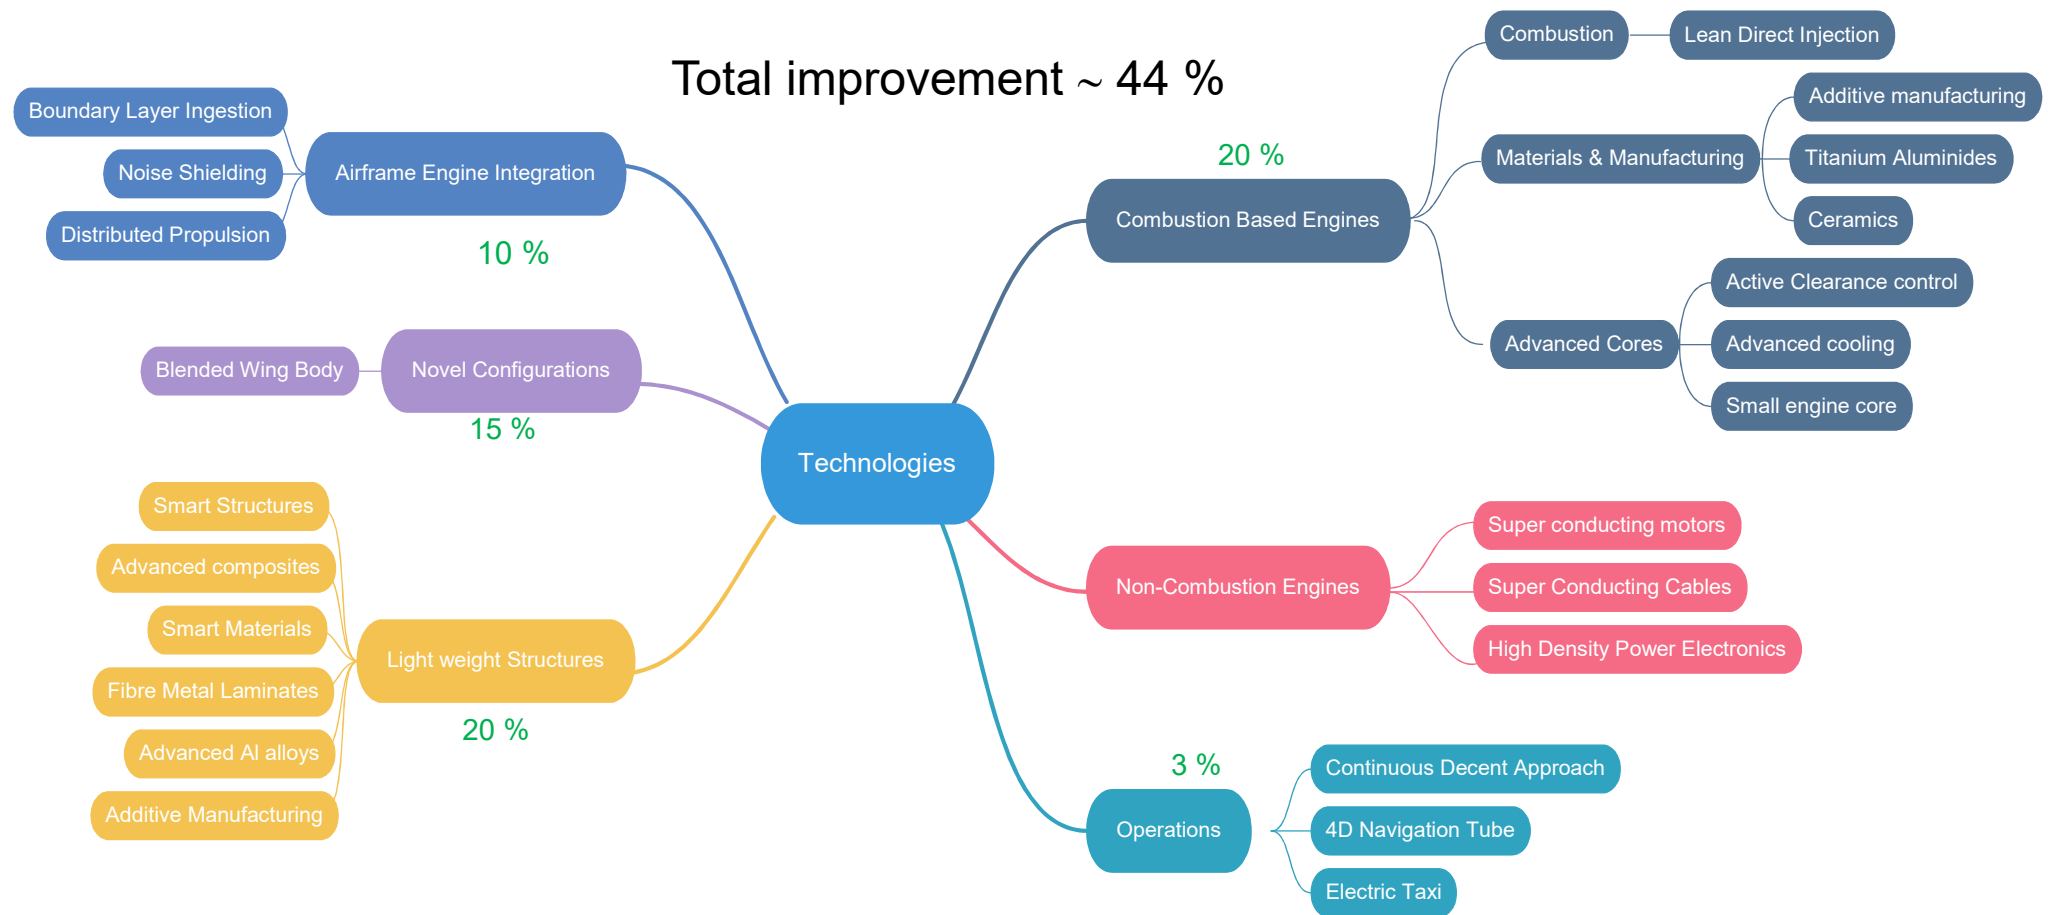 Total improvement ~ 44 %
Technologies
Airframe Engine Integration
10 %
Boundary Layer Ingestion
Noise Shielding
Distributed Propulsion
Novel Configurations
15 %
Blended Wing Body
Light weight Structures
20 %
Smart Structures
Advanced composites
Smart Materials
Fibre Metal Laminates
Advanced Al alloys
Additive Manufacturing
20 %
Combustion Based Engines
Combustion
Lean Direct Injection
Materials & Manufacturing
Additive manufacturing
Titanium Aluminides
Ceramics
Advanced Cores
Active Clearance control
Advanced cooling
Small engine core
Non-Combustion Engines
Super conducting motors
Super Conducting Cables
High Density Power Electronics
3 %
Operations
Continuous Decent Approach
4D Navigation Tube
Electric Taxi